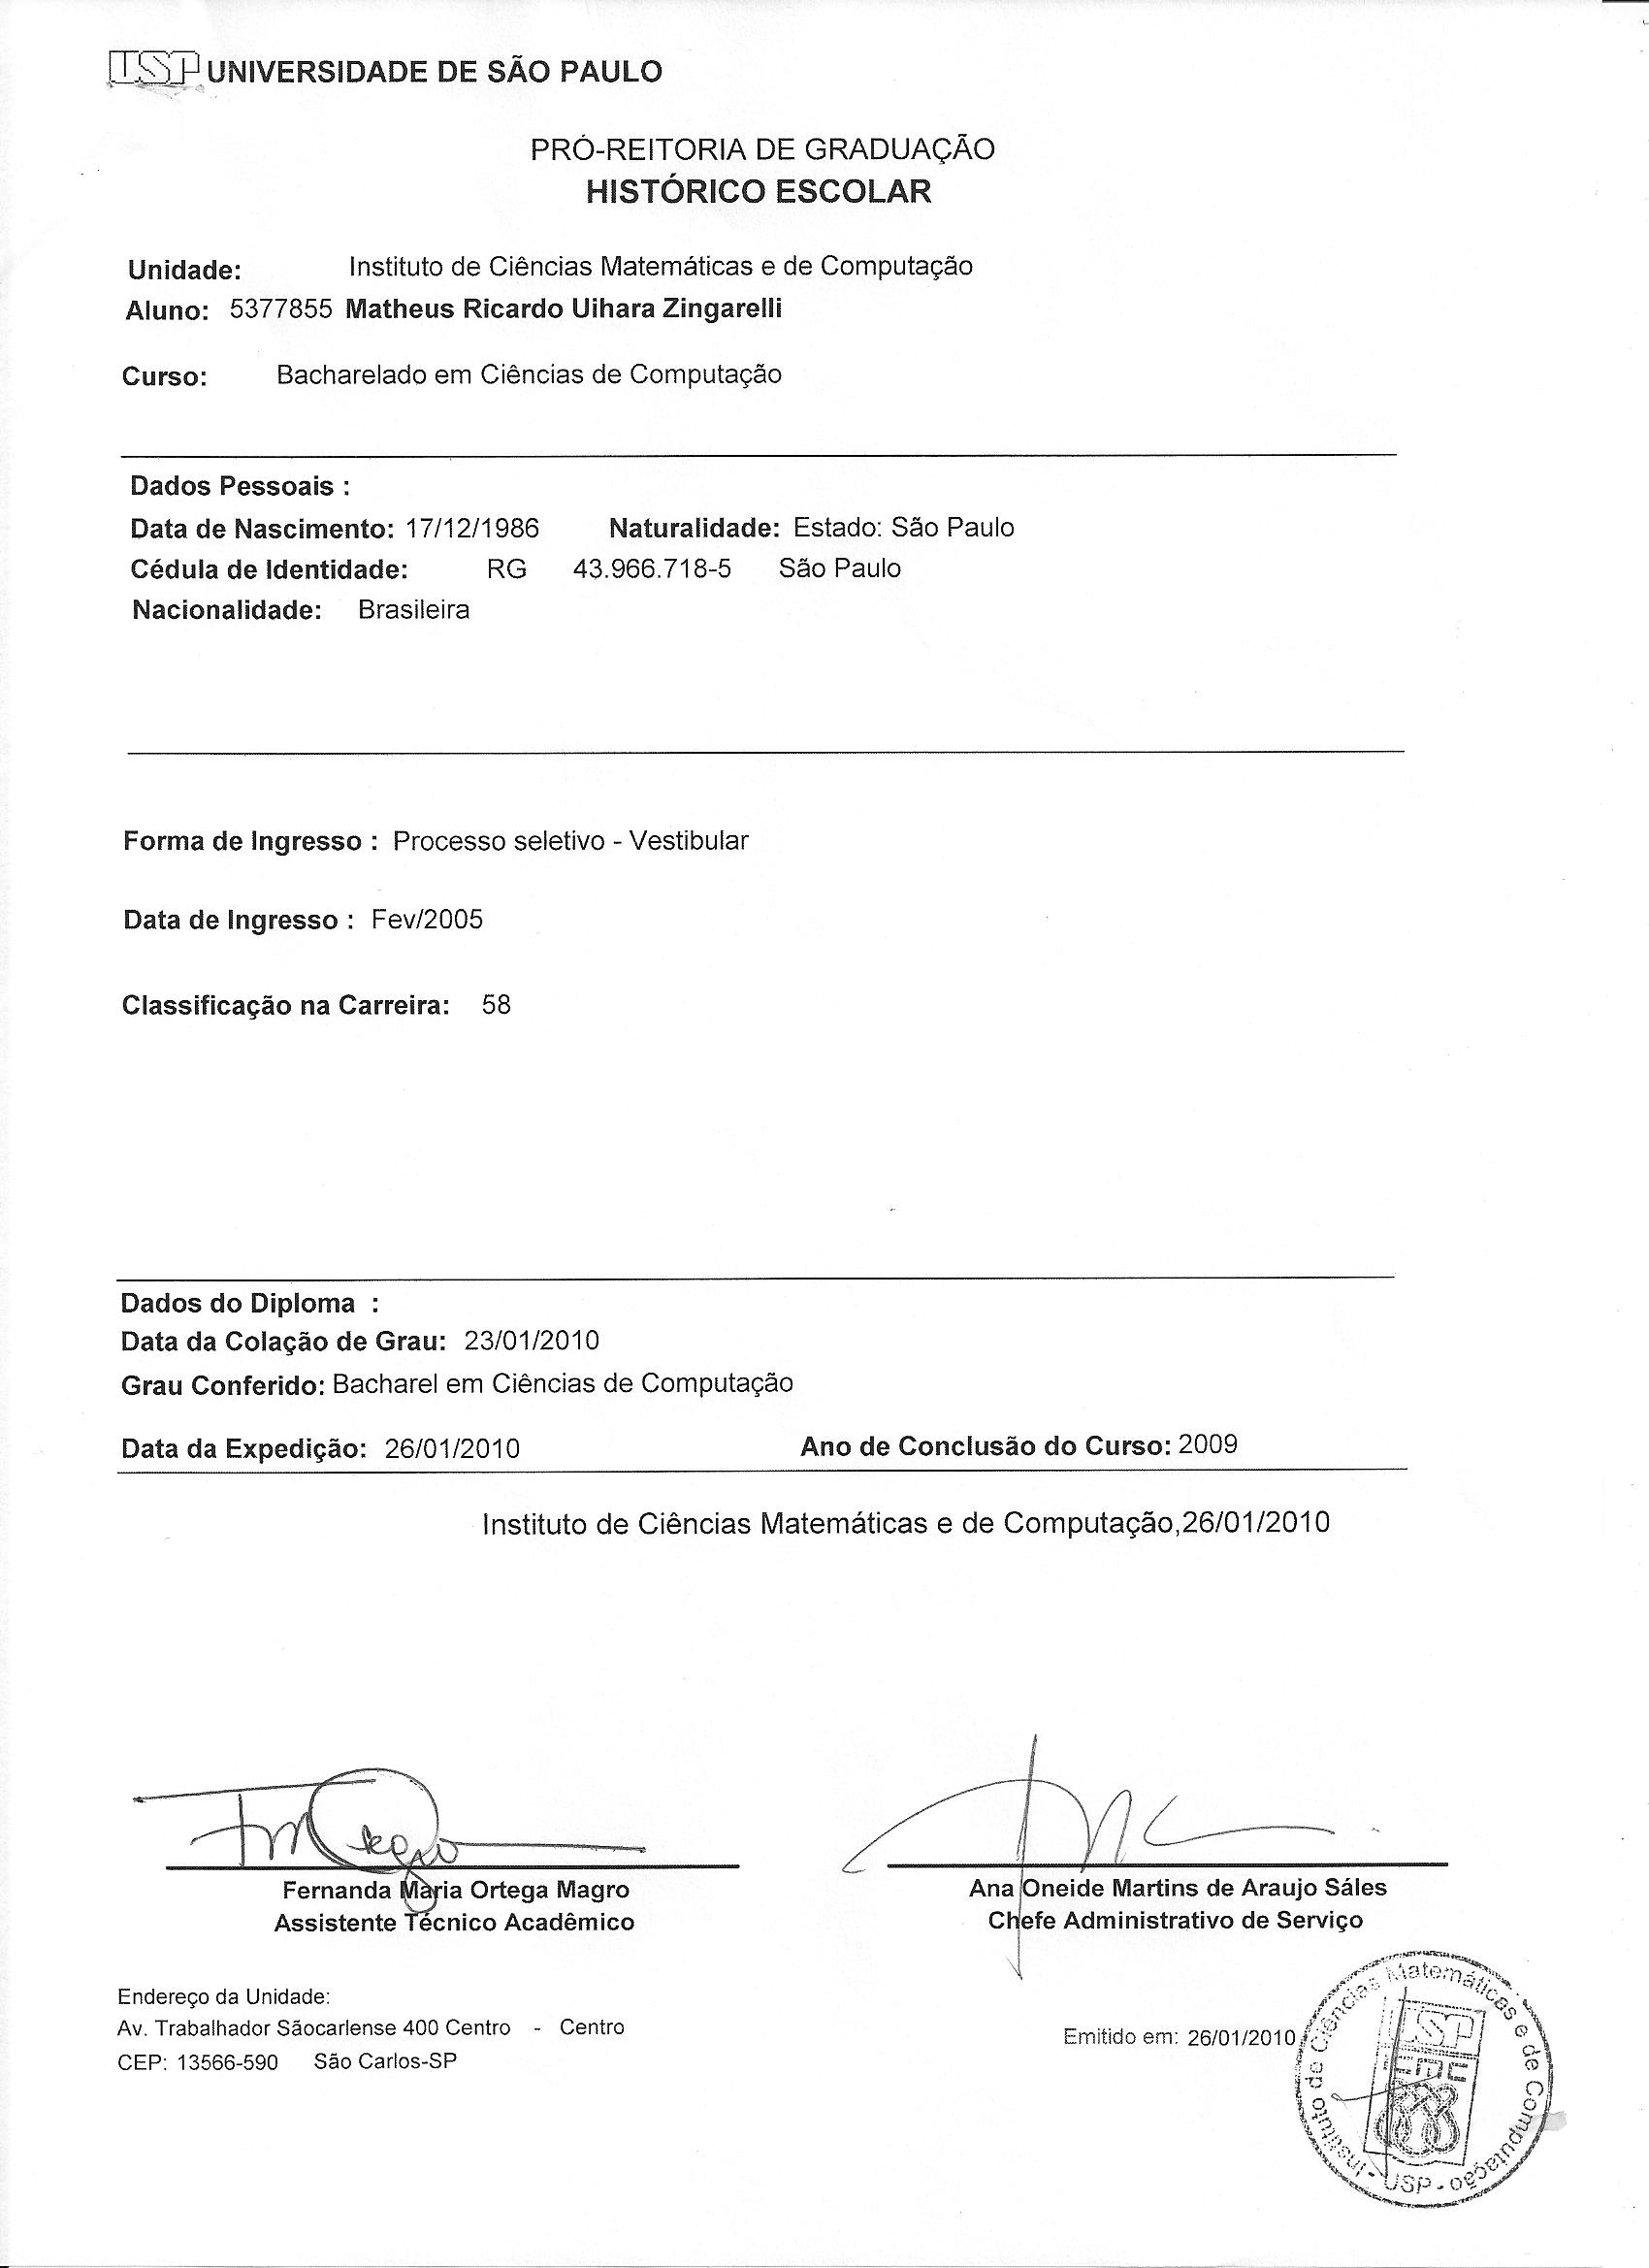 USP UNIVERSIDADE DE SÃO PAULO
PRÓ-REITORIA DE GRADUAÇÃO
HISTÓRICO ESCOLAR
Unidade: Instituto de Ciências Matemáticas e de Computação
Aluno: 5377855 Matheus Ricardo Uihara Zingarelli
Curso: Bacharelado em Ciências de Computação
Dados Pessoais :
Data de Nascimento: 17/12/1986 Naturalidade: Estado: São Paulo
Cédula de Identidade: RG 43.966.718-5 São Paulo
Nacionalidade: Brasileira
Forma de Ingresso : Processo seletivo - Vestibular
Data de Ingresso : Fev/2005
Classificação na Carreira: 58
Dados do Diploma :
Data da Colação de Grau: 23/01/2010
Grau Conferido: Bacharel em Ciências de Computação
Data da Expedição: 26/01/2010 Ano de Conclusão do Curso: 2009
Instituto de Ciências Matemáticas e de Computação,26/01/2010
Fernanda Maria Ortega Magro
Assistente Técnico Acadêmico
Ana Oneide Martins de Araujo Sáles
Chefe Administrativo de Serviço
Endereço da Unidade:
Av. Trabalhador Sãocarlense 400 Centro - Centro
CEP: 13566-590 São Carlos-SP
Emitido em: 26/01/2010
Instituto de Ciências Matemáticas e de Computação - USP -
USP